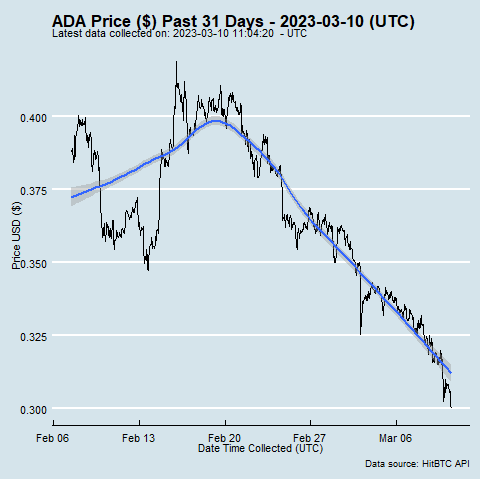 ADA Price ($) Past 31 Days - 2023-03-10 (UTC)
Latest data collected on: 2023-03-10 11:04:20 - UTC
0.400
0.375
0.350
0.325
0.300
Price USD ($)
Feb 06 Feb 13 Feb 20 Feb 27 Mar 06
Date Time Collected (UTC)
Data source: HitBTC API